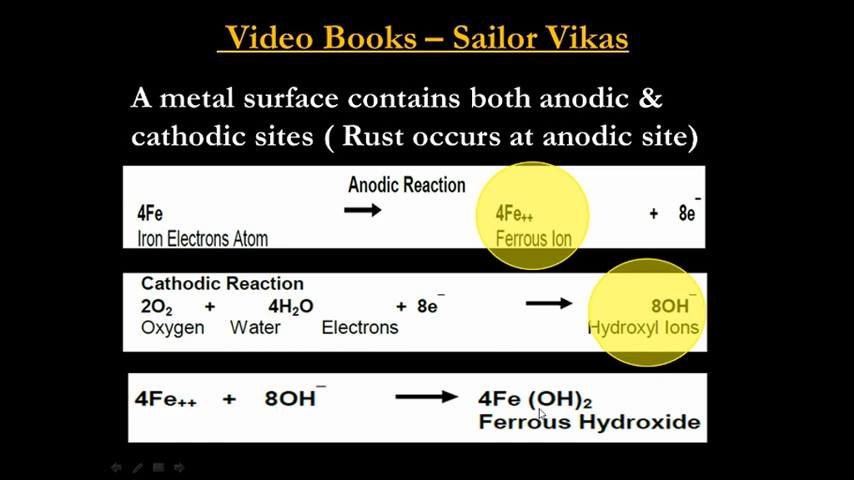 Video Books – Sailor Vikas
A metal surface contains both anodic &
cathodic sites ( Rust occurs at anodic site)
Anodic Reaction
4Fe → 4Fe₊₊ + 8e⁻
Iron Electrons Atom Ferrous Ion
Cathodic Reaction
2O₂ + 4H₂O + 8e⁻ → 8OH⁻
Oxygen Water Electrons Hydroxyl Ions
4Fe₊₊ + 8OH⁻ → 4Fe (OH)₂
Ferrous Hydroxide